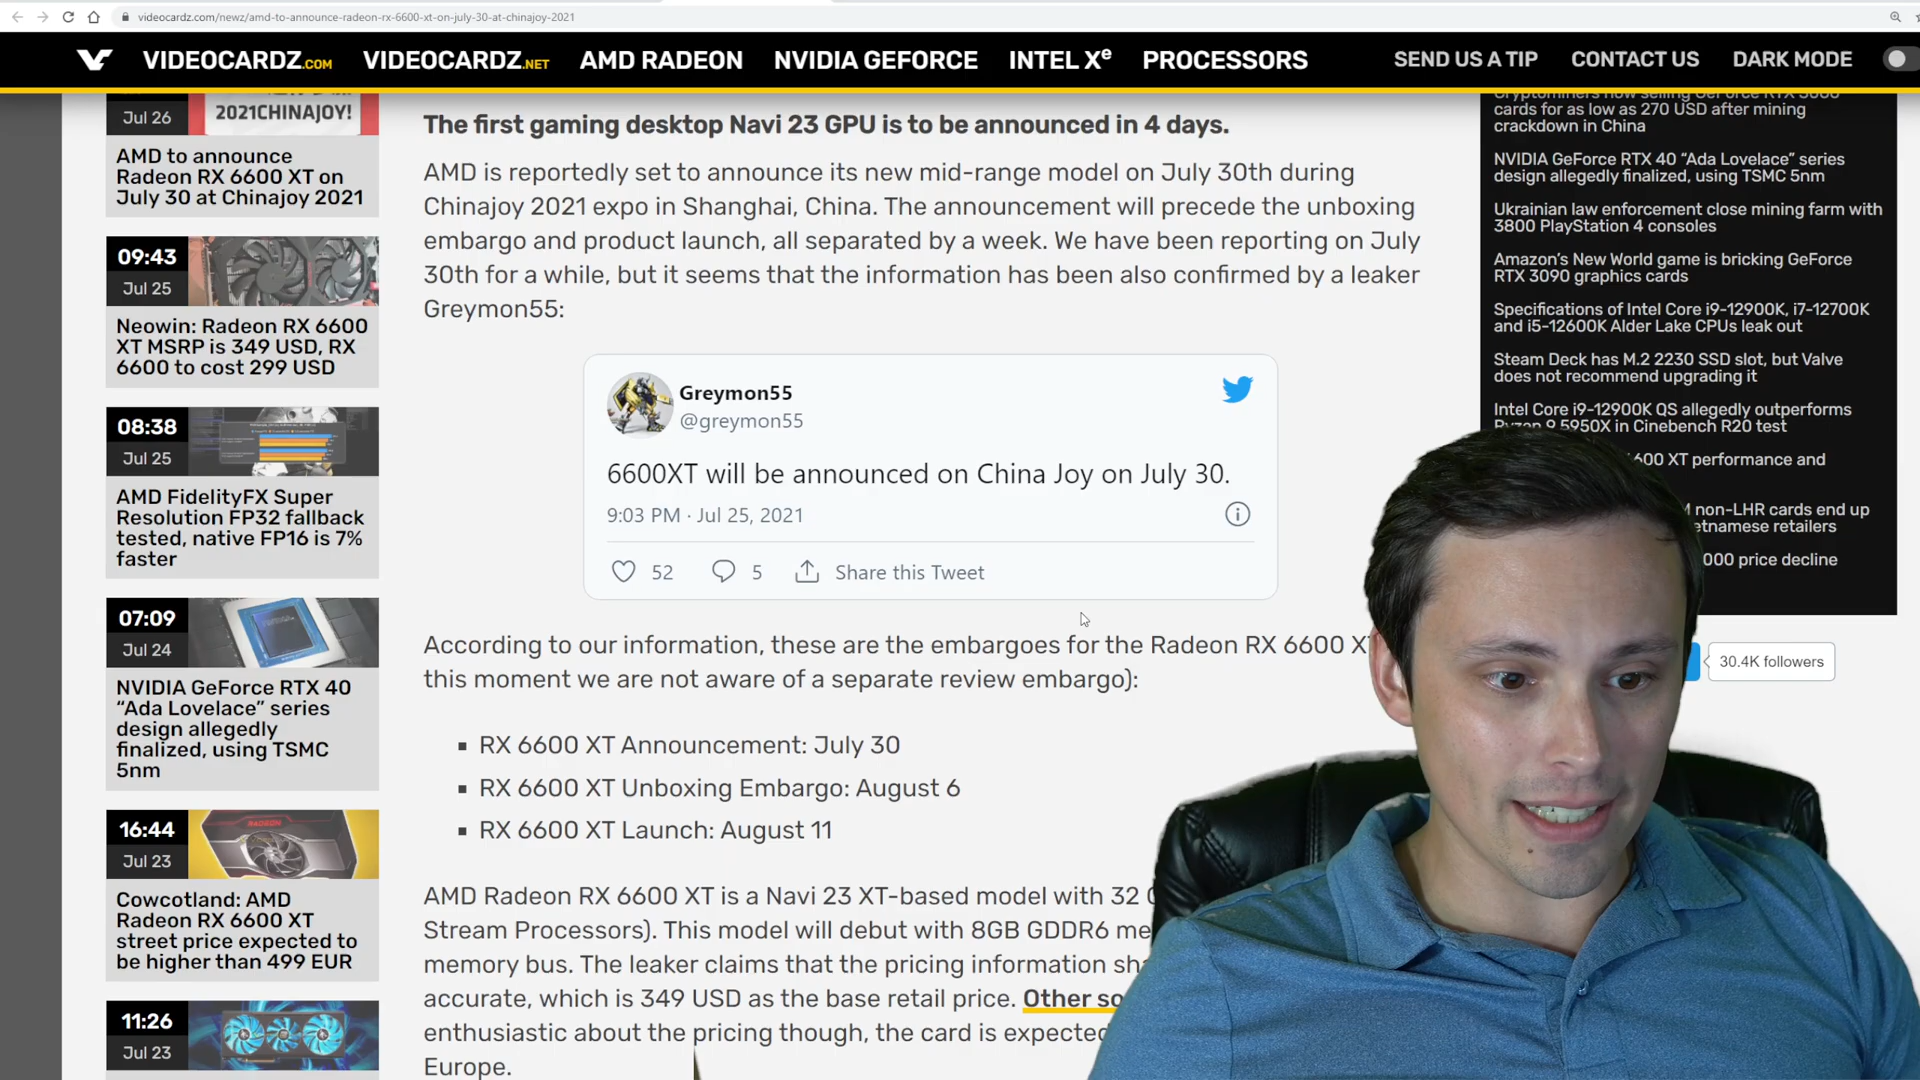 videocardz.com/newz/amd-to-announce-radeon-rx-6600-xt-on-july-30-at-chinajoy-2021
VIDEOCARDZ.COM
VIDEOCARDZ.NET
AMD RADEON
NVIDIA GEFORCE
INTEL Xe
PROCESSORS
SEND US A TIP
CONTACT US
DARK MODE
Jul 26
2021CHINAJOY!
AMD to announce
Radeon RX 6600 XT on
July 30 at Chinajoy 2021
09:43
Jul 25
Neowin: Radeon RX 6600
XT MSRP is 349 USD, RX
6600 to cost 299 USD
08:38
Jul 25
AMD FidelityFX Super
Resolution FP32 fallback
tested, native FP16 is 7%
faster
07:09
Jul 24
NVIDIA GeForce RTX 40
“Ada Lovelace” series
design allegedly
finalized, using TSMC
5nm
16:44
Jul 23
RADEON
Cowcotland: AMD
Radeon RX 6600 XT
street price expected to
be higher than 499 EUR
11:26
Jul 23
The first gaming desktop Navi 23 GPU is to be announced in 4 days.
AMD is reportedly set to announce its new mid-range model on July 30th during
Chinajoy 2021 expo in Shanghai, China. The announcement will precede the unboxing
embargo and product launch, all separated by a week. We have been reporting on July
30th for a while, but it seems that the information has been also confirmed by a leaker
Greymon55:
Greymon55
@greymon55
6600XT will be announced on China Joy on July 30.
9:03 PM · Jul 25, 2021
52
5
Share this Tweet
According to our information, these are the embargoes for the Radeon RX 6600 XT
this moment we are not aware of a separate review embargo):
RX 6600 XT Announcement: July 30
RX 6600 XT Unboxing Embargo: August 6
RX 6600 XT Launch: August 11
AMD Radeon RX 6600 XT is a Navi 23 XT-based model with 32
Stream Processors). This model will debut with 8GB GDDR6
memory bus. The leaker claims that the pricing information
accurate, which is 349 USD as the base retail price. Other
enthusiastic about the pricing though, the card is expected
Europe.
Cryptominers now selling GeForce RTX 3060
cards for as low as 270 USD after mining
crackdown in China
NVIDIA GeForce RTX 40 “Ada Lovelace” series
design allegedly finalized, using TSMC 5nm
Ukrainian law enforcement close mining farm with
3800 PlayStation 4 consoles
Amazon’s New World game is bricking GeForce
RTX 3090 graphics cards
Specifications of Intel Core i9-12900K, i7-12700K
and i5-12600K Alder Lake CPUs leak out
Steam Deck has M.2 2230 SSD slot, but Valve
does not recommend upgrading it
Intel Core i9-12900K QS allegedly outperforms
Ryzen 9 5950X in Cinebench R20 test
600 XT performance and
non-LHR cards end up
retailers
000 price decline
30.4K followers